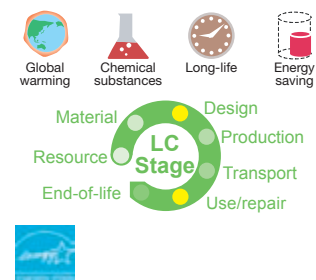 Global
warming
Chemical
substances
Long-life
Energy
saving
Material
Design
Production
Resource
LC
Stage
Transport
End-of-life
Use/repair